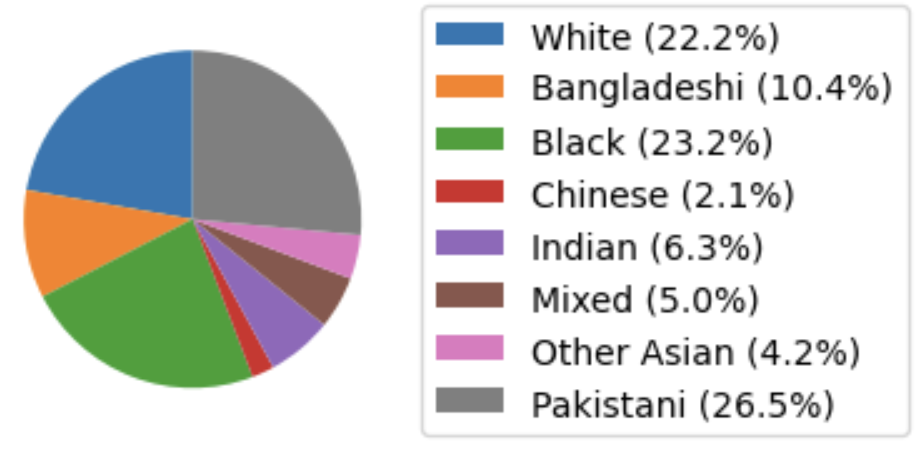 White (22.2%)
Bangladeshi (10.4%)
Black (23.2%)
Chinese (2.1%)
Indian (6.3%)
Mixed (5.0%)
Other Asian (4.2%)
Pakistani (26.5%)